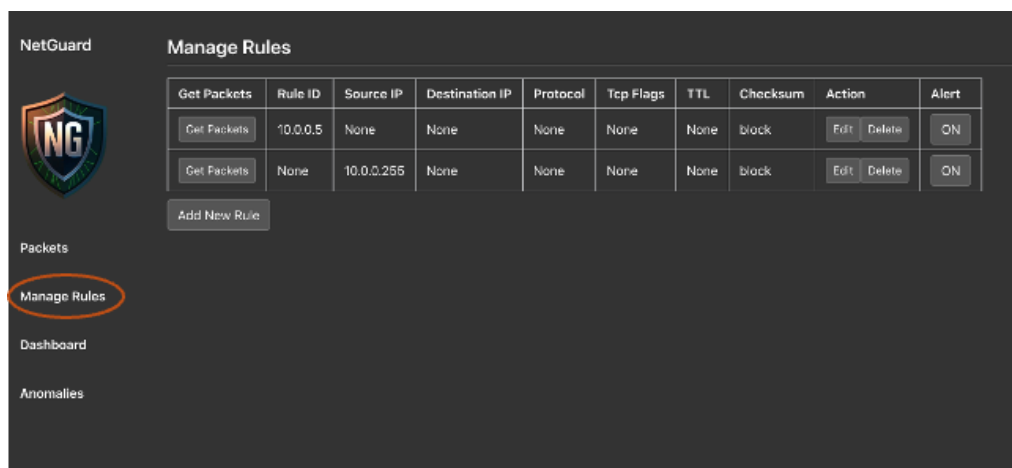 NetGuard
Manage Rules
Get Packets Rule ID Source IP Destination IP Protocol Tcp Flags TTL Checksum Action Alert
Get Packets 10.0.0.5 None None None None None block Edit Delete ON
Get Packets None 10.0.0.255 None None None None block Edit Delete ON
Add New Rule
NG
Packets
Manage Rules
Dashboard
Anomalies